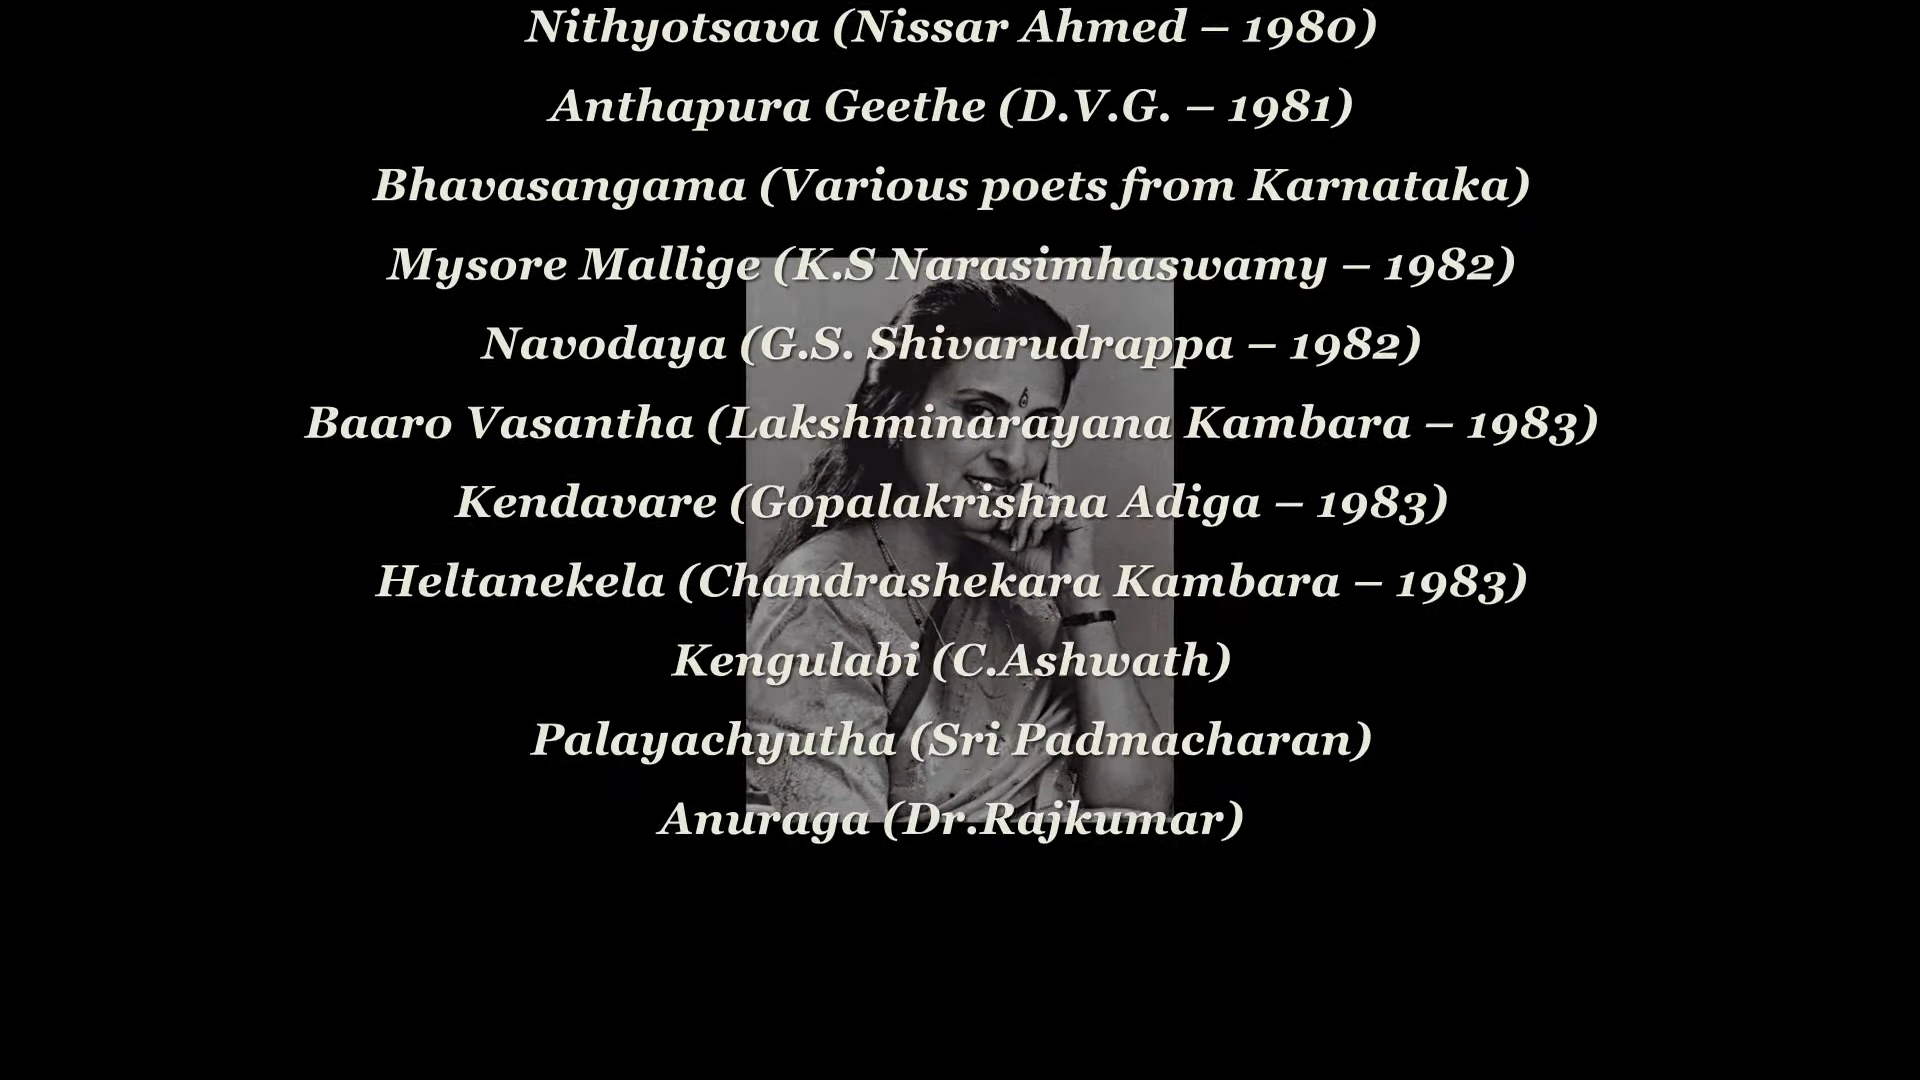 Nithyotsava (Nissar Ahmed – 1980)
Anthapura Geethe (D.V.G. – 1981)
Bhavasangama (Various poets from Karnataka)
Mysore Mallige (K.S Narasimhaswamy – 1982)
Navodaya (G.S. Shivarudrappa – 1982)
Baaro Vasantha (Lakshminarayana Kambara – 1983)
Kendavare (Gopalakrishna Adiga – 1983)
Heltanekela (Chandrashekara Kambara – 1983)
Kengulabi (C.Ashwath)
Palayachyutha (Sri Padmacharan)
Anuraga (Dr.Rajkumar)